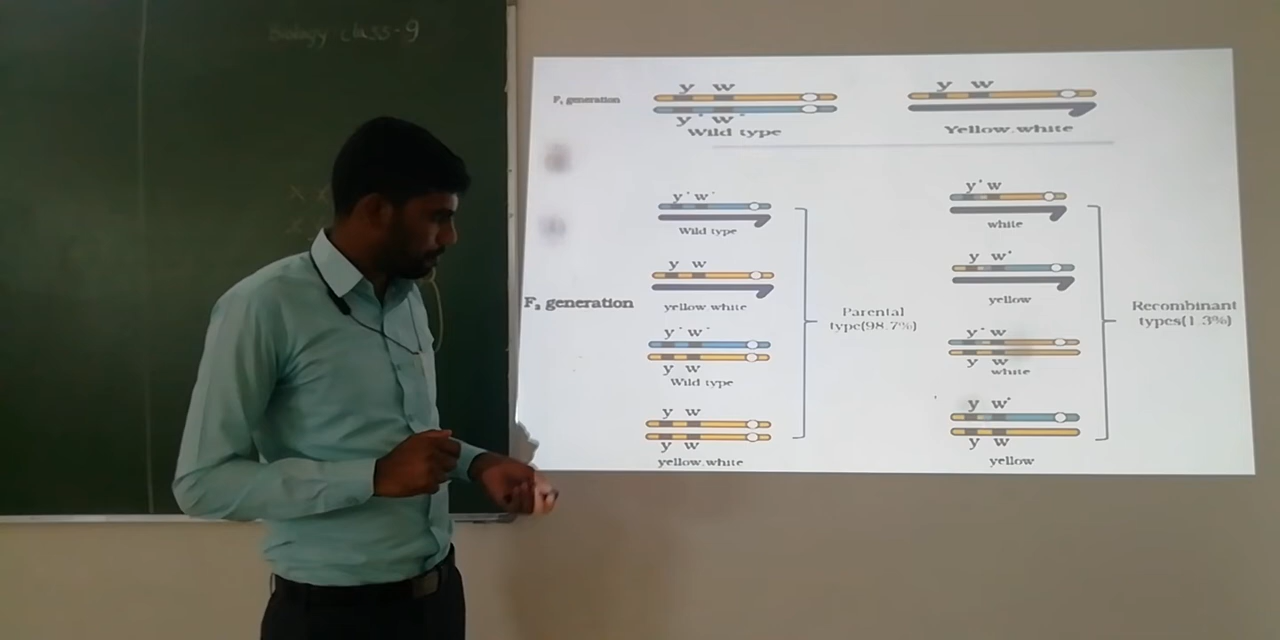 Biology class-9
F₁ generation
y w
y⁺ w⁺
Wild type
y w
Yellow.white
y⁺ w⁺
Wild type
y w
yellow white
F₂ generation
y⁺ w⁺
y w
Wild type
y w
y w
yellow.white
Parental
type(98.7%)
y⁺ w
white
y w⁺
yellow
y⁺ w
y w
white
y w⁺
y w
yellow
Recombinant
types(1.3%)